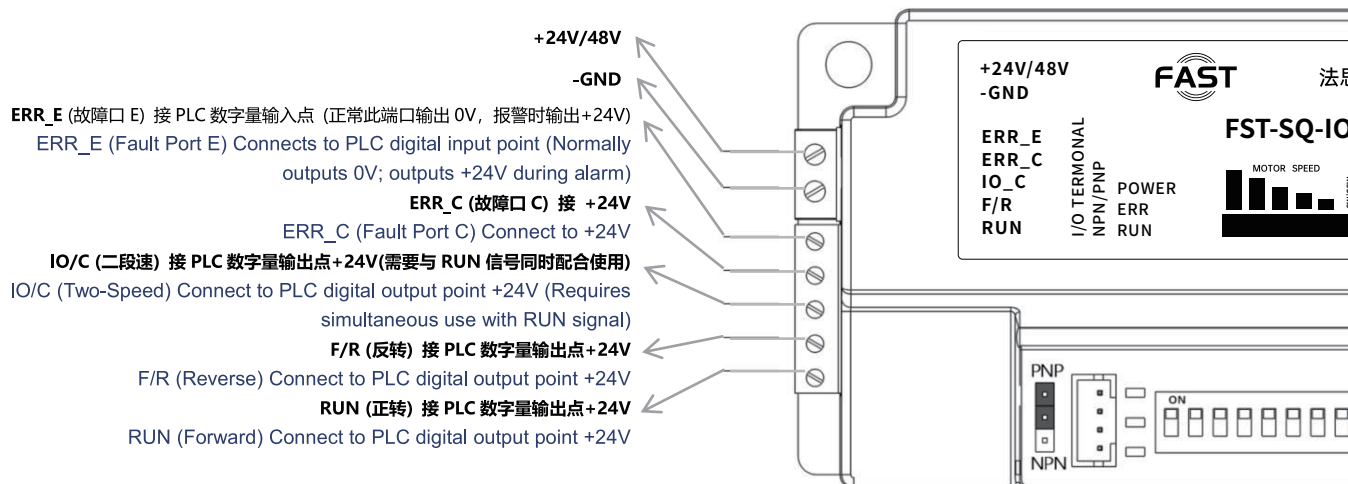 +24V/48V
-GND
ERR_E (故障口 E) 接 PLC 数字量输入点 (正常此端口输出 0V，报警时输出+24V)
ERR_E (Fault Port E) Connects to PLC digital input point (Normally
outputs 0V; outputs +24V during alarm)
ERR_C (故障口 C) 接 +24V
ERR_C (Fault Port C) Connect to +24V
IO/C (二段速) 接 PLC 数字量输出点+24V(需要与 RUN 信号同时配合使用)
IO/C (Two-Speed) Connect to PLC digital output point +24V (Requires
simultaneous use with RUN signal)
F/R (反转) 接 PLC 数字量输出点+24V
F/R (Reverse) Connect to PLC digital output point +24V
RUN (正转) 接 PLC 数字量输出点+24V
RUN (Forward) Connect to PLC digital output point +24V
+24V/48V
-GND
ERR_E
ERR_C
IO_C
F/R
RUN
I/O TERMONAL
NPN/PNP
POWER
ERR
RUN
FAST
法思
FST-SQ-IO
MOTOR SPEED
PNP
NPN
ON